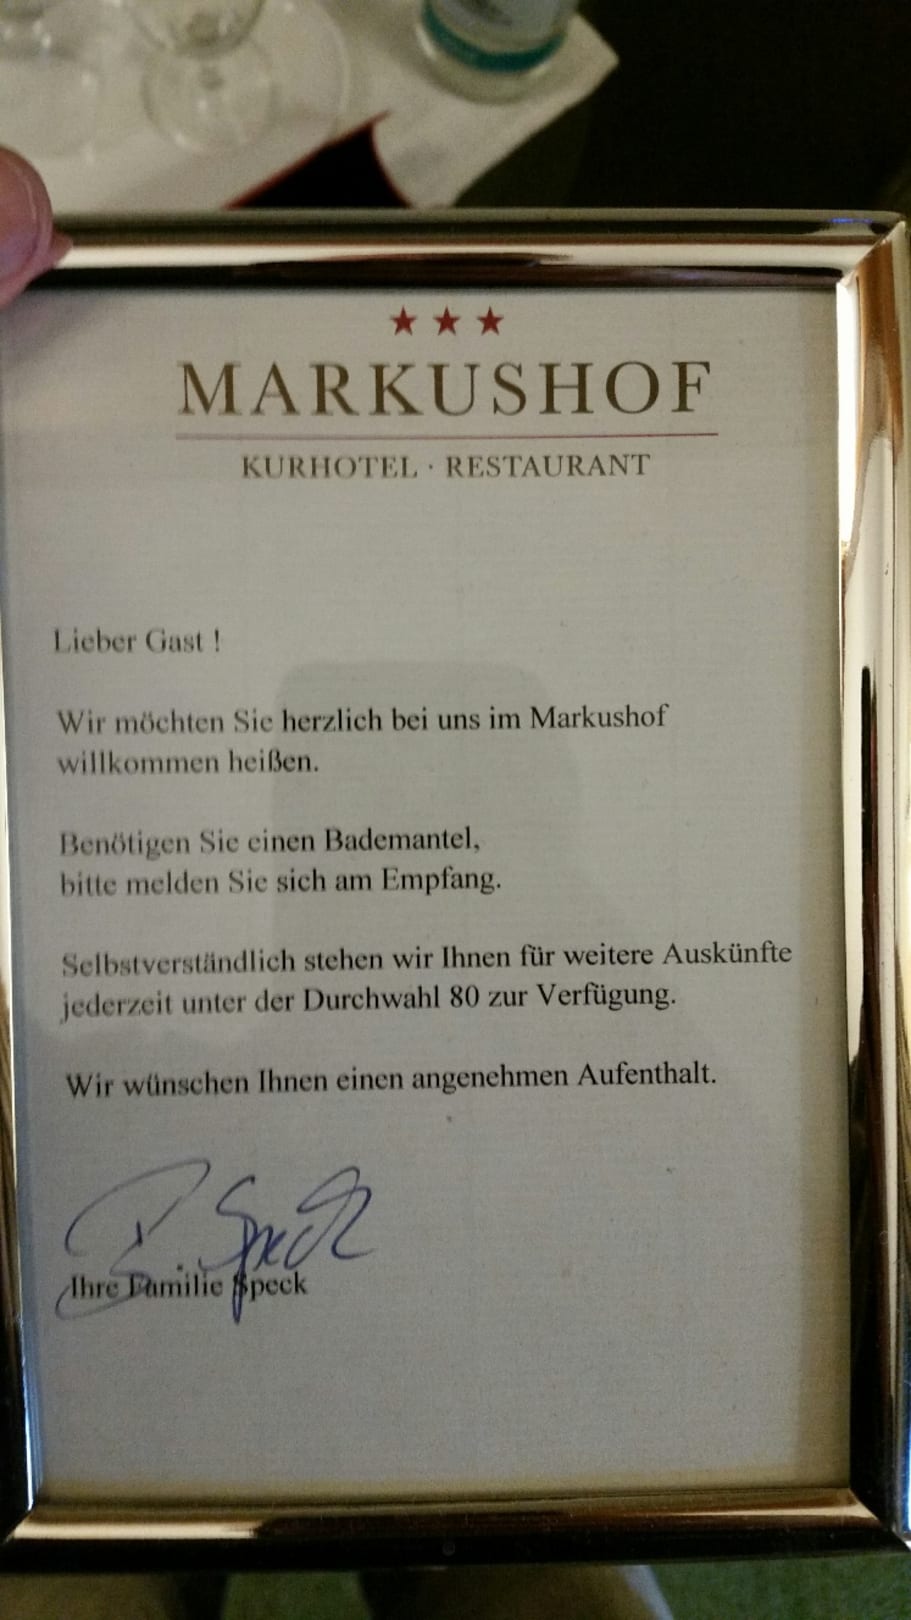 MARKUSHOF
KURHOTEL · RESTAURANT
Lieber Gast !
Wir möchten Sie herzlich bei uns im Markushof
willkommen heißen.
Benötigen Sie einen Bademantel,
bitte melden Sie sich am Empfang.
Selbstverständlich stehen wir Ihnen für weitere Auskünfte
jederzeit unter der Durchwahl 80 zur Verfügung.
Wir wünschen Ihnen einen angenehmen Aufenthalt.
Speck
Ihre Familie Speck